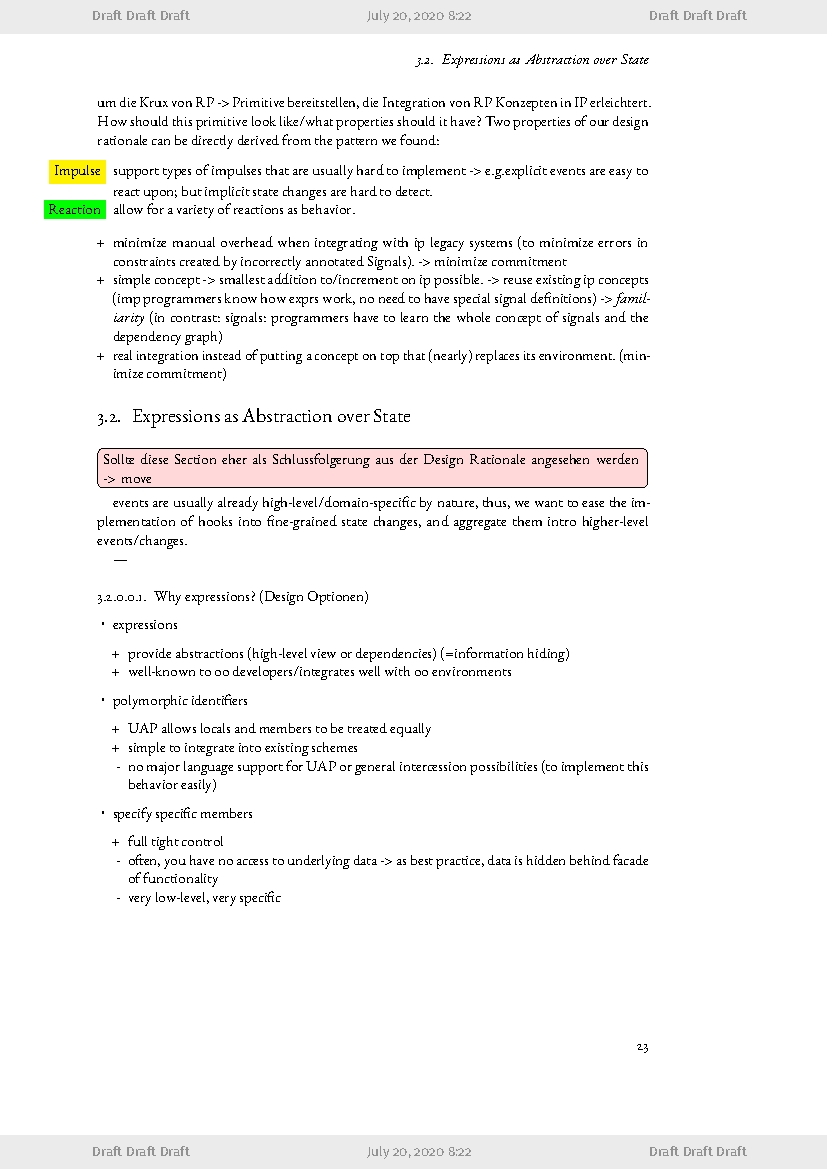 Draft Draft Draft July 20, 2020 8:22 Draft Draft Draft
3.2. Expressions as Abstraction over State
um die Krux von RP -> Primitive bereitstellen, die Integration von RP Konzepten in IP erleichtert.
How should this primitive look like/what properties should it have? Two properties of our design
rationale can be directly derived from the pattern we found:
Impulse support types of impulses that are usually hard to implement -> e.g.explicit events are easy to
react upon; but implicit state changes are hard to detect.
Reaction allow for a variety of reactions as behavior.
+ minimize manual overhead when integrating with ip legacy systems (to minimize errors in
constraints created by incorrectly annotated Signals). -> minimize commitment
+ simple concept -> smallest addition to/increment on ip possible. -> reuse existing ip concepts
(imp programmers know how exprs work, no need to have special signal definitions) -> famil-
iarity (in contrast: signals: programmers have to learn the whole concept of signals and the
dependency graph)
+ real integration instead of putting a concept on top that (nearly) replaces its environment. (min-
imize commitment)
3.2. Expressions as Abstraction over State
Sollte diese Section eher als Schlussfolgerung aus der Design Rationale angesehen werden
-> move
events are usually already high-level/domain-specific by nature, thus, we want to ease the im-
plementation of hooks into fine-grained state changes, and aggregate them intro higher-level
events/changes.
—
3.2.0.0.1. Why expressions? (Design Optionen)
• expressions
+ provide abstractions (high-level view or dependencies) (=information hiding)
+ well-known to oo developers/integrates well with oo environments
• polymorphic identifiers
+ UAP allows locals and members to be treated equally
+ simple to integrate into existing schemes
- no major language support for UAP or general intercession possibilities (to implement this
behavior easily)
• specify specific members
+ full tight control
- often, you have no access to underlying data -> as best practice, data is hidden behind facade
of functionality
- very low-level, very specific
23
Draft Draft Draft July 20, 2020 8:22 Draft Draft Draft